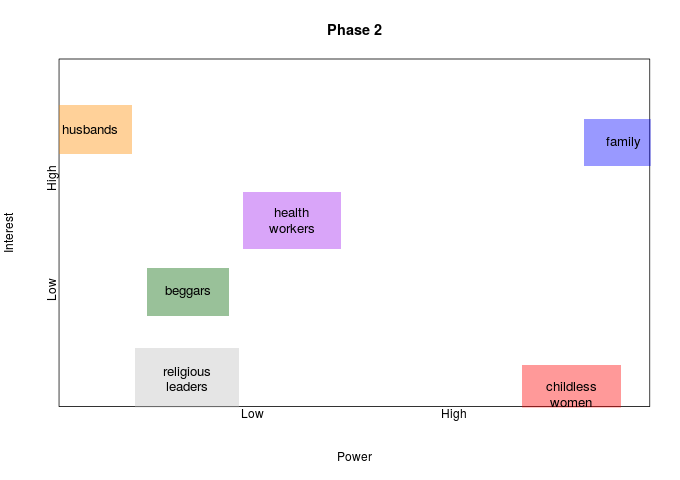 Phase 2
husbands
family
High
health
workers
Interest
Low
beggars
religious
leaders
childless
women
Low
High
Power